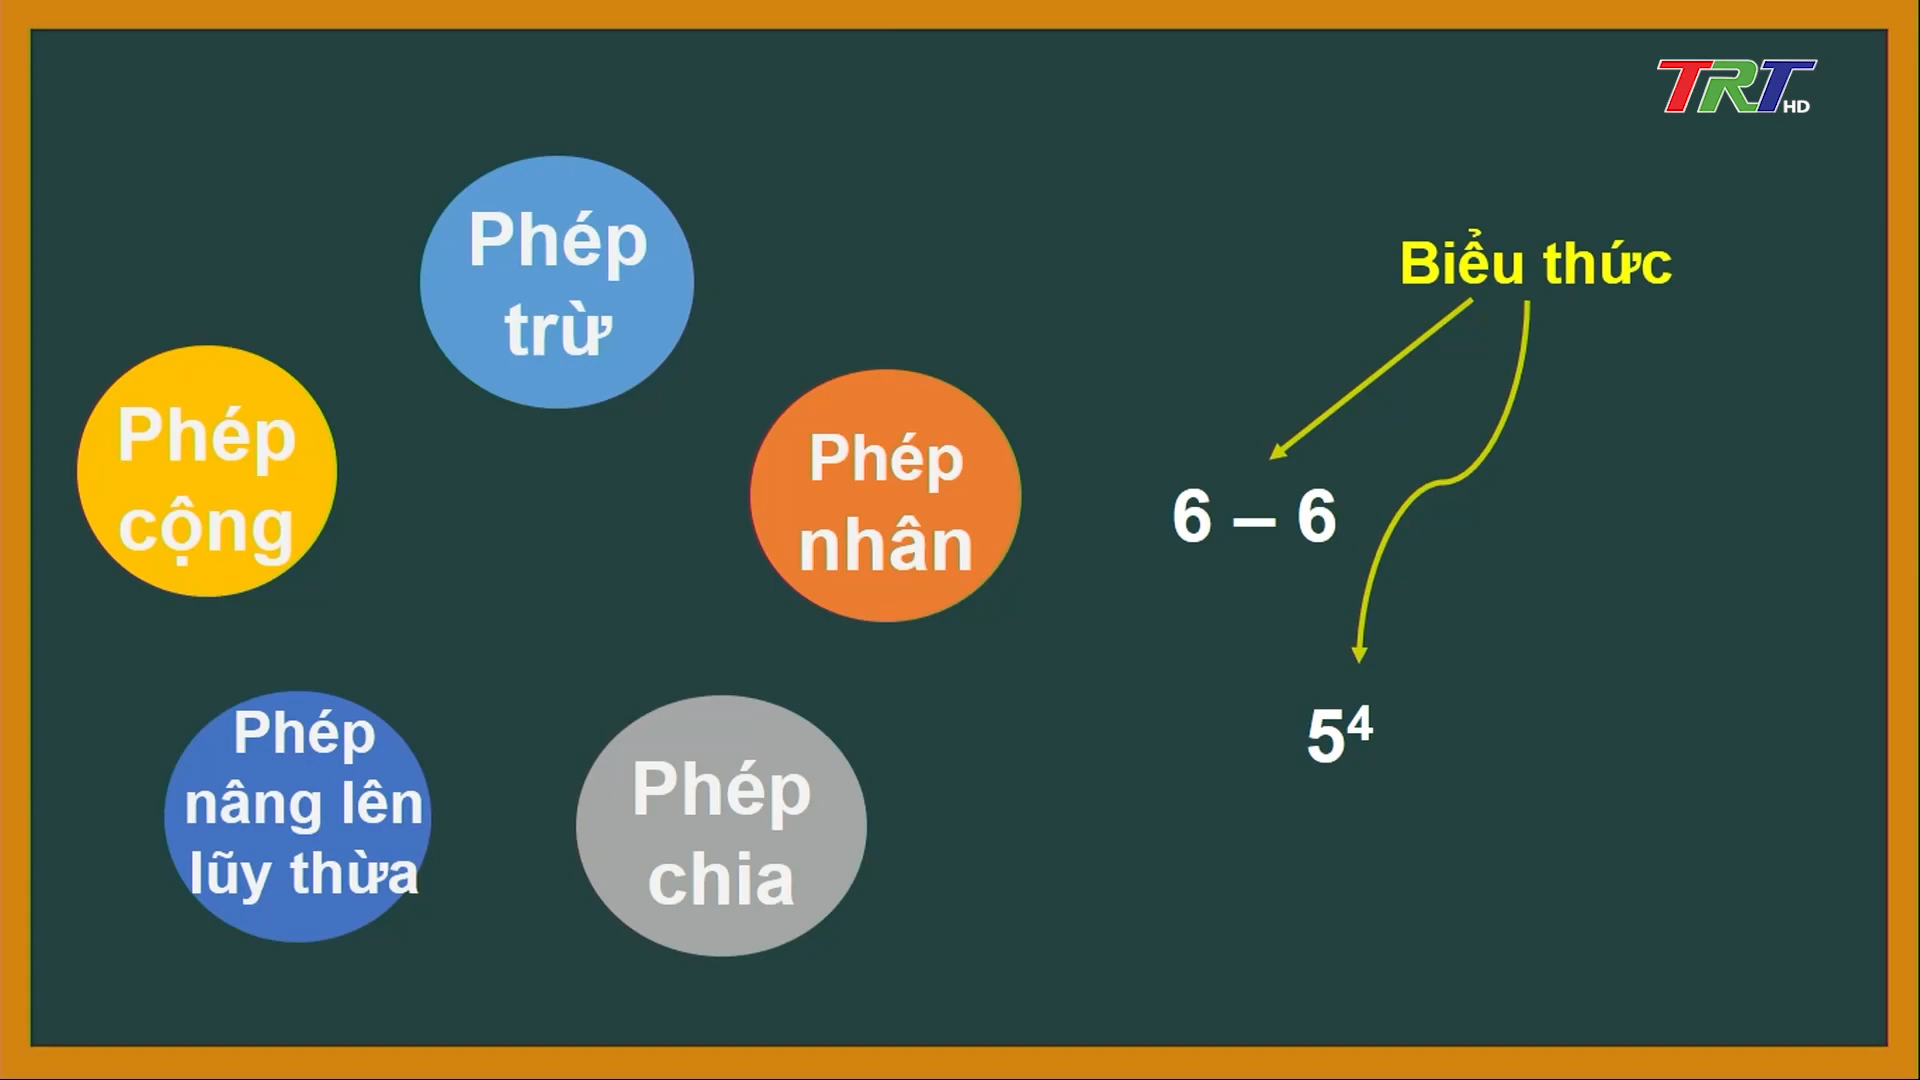 TRT HD
Phép
trừ
Phép
cộng
Phép
nhân
Phép
nâng lên
lũy thừa
Phép
chia
Biểu thức
6 – 6
5⁴